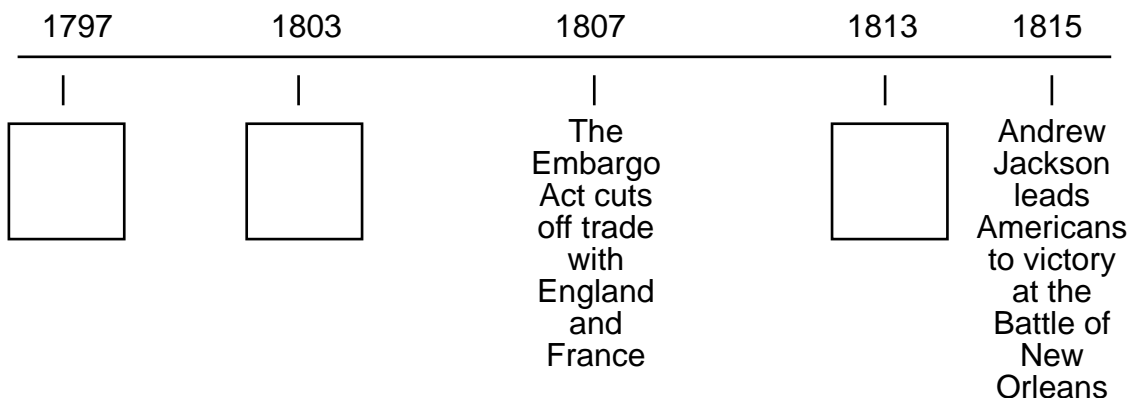 1797 1803 1807 1813 1815
The
Embargo
Act cuts
off trade
with
England
and
France
Andrew
Jackson
leads
Americans
to victory
at the
Battle of
New
Orleans